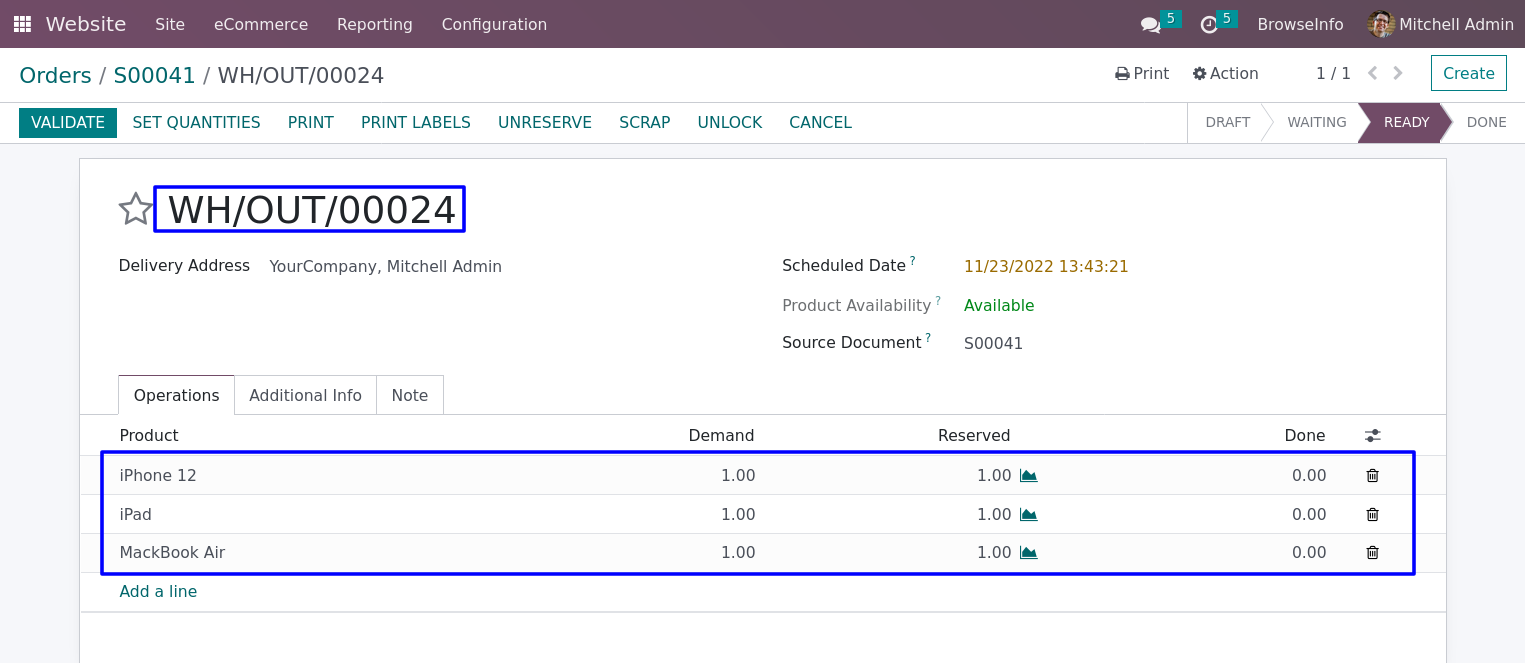 Website Site eCommerce Reporting Configuration 5 5 BrowseInfo Mitchell Admin
Orders / S00041 / WH/OUT/00024 Print Action 1 / 1 Create
VALIDATE SET QUANTITIES PRINT PRINT LABELS UNRESERVE SCRAP UNLOCK CANCEL DRAFT WAITING READY DONE
WH/OUT/00024
Delivery Address YourCompany, Mitchell Admin Scheduled Date ? 11/23/2022 13:43:21
Product Availability ? Available
Source Document ? S00041
Operations Additional Info Note
Product Demand Reserved Done
iPhone 12 1.00 1.00 0.00
iPad 1.00 1.00 0.00
MackBook Air 1.00 1.00 0.00
Add a line